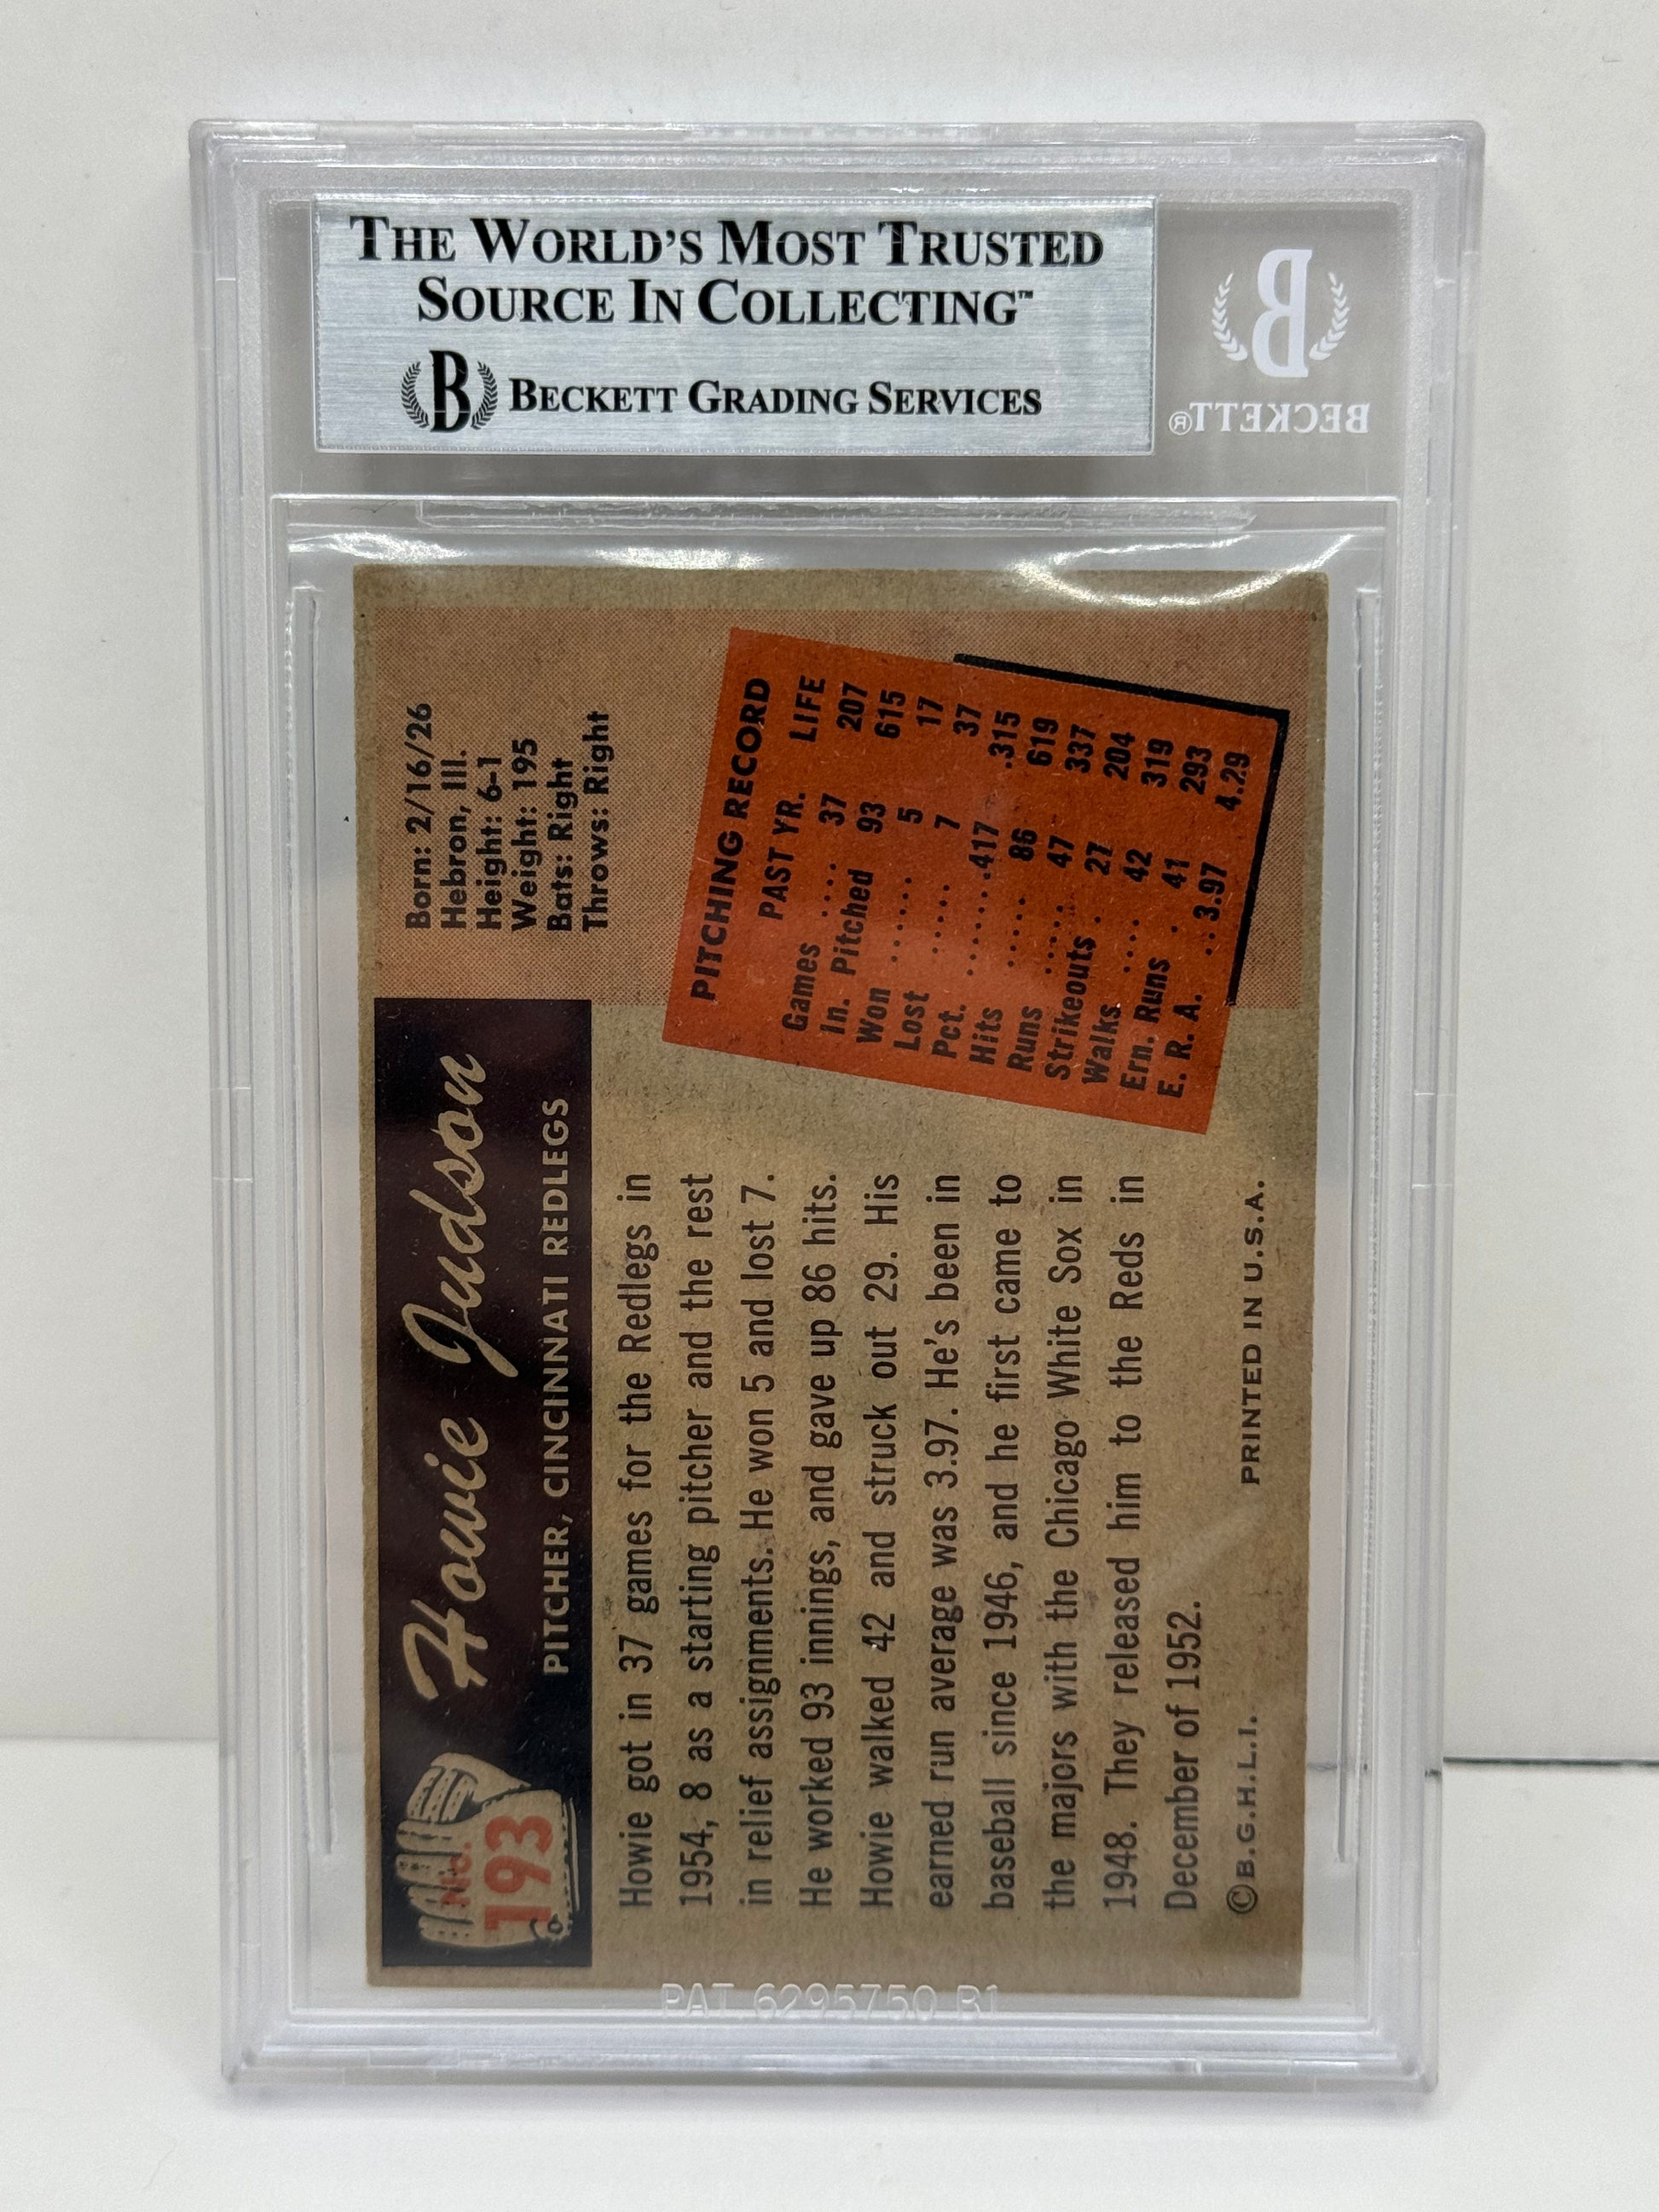 THE WORLD'S MOST TRUSTED
SOURCE IN COLLECTING™
B BECKETT GRADING SERVICES
B
BECKETT®
No.
193
Howie Judson
PITCHER, CINCINNATI REDLEGS
Born: 2/16/26
Hebron, Ill.
Height: 6-1
Weight: 195
Bats: Right
Throws: Right
Howie got in 37 games for the Redlegs in
1954, 8 as a starting pitcher and the rest
in relief assignments. He won 5 and lost 7.
He worked 93 innings, and gave up 86 hits.
Howie walked 42 and struck out 29. His
earned run average was 3.97. He's been in
baseball since 1946, and he first came to
the majors with the Chicago White Sox in
1948. They released him to the Reds in
December of 1952.
PITCHING RECORD
PAST YR. LIFE
Games .... 37 207
In. Pitched 93 615
Won ...... 5 17
Lost ..... 7 37
Pct. .......417 .315
Hits ..... 86 619
Runs ..... 47 337
Strikeouts . 27 204
Walks .... 42 319
Ern. Runs . 41 293
E. R. A. .. 3.97 4.29
©B.G.H.L.I. PRINTED IN U.S.A.
PAT 6295750 B1